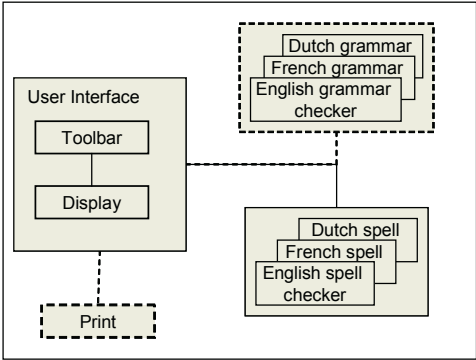 Dutch grammar
French grammar
English grammar
checker
User Interface
Toolbar
Display
Dutch spell
French spell
English spell
checker
Print